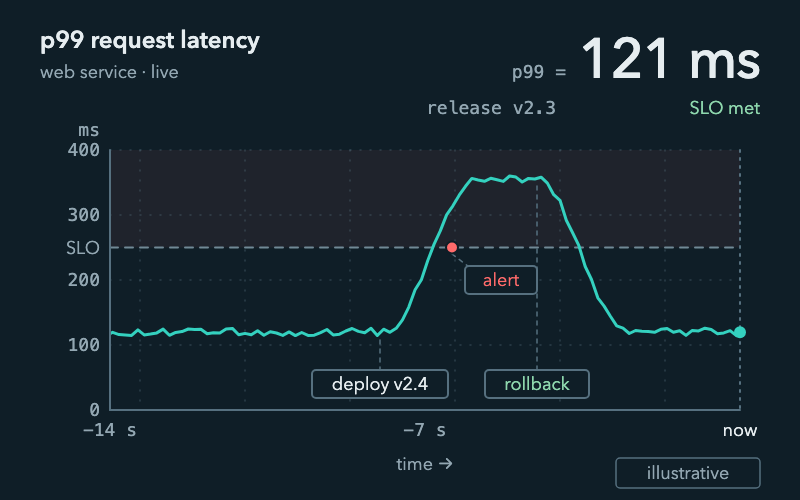 p99 request latency
web service · live
p99 = 121 ms
release v2.3
SLO met
ms
400
300
SLO
200
100
0
alert
deploy v2.4
rollback
−14 s
−7 s
now
time →
illustrative